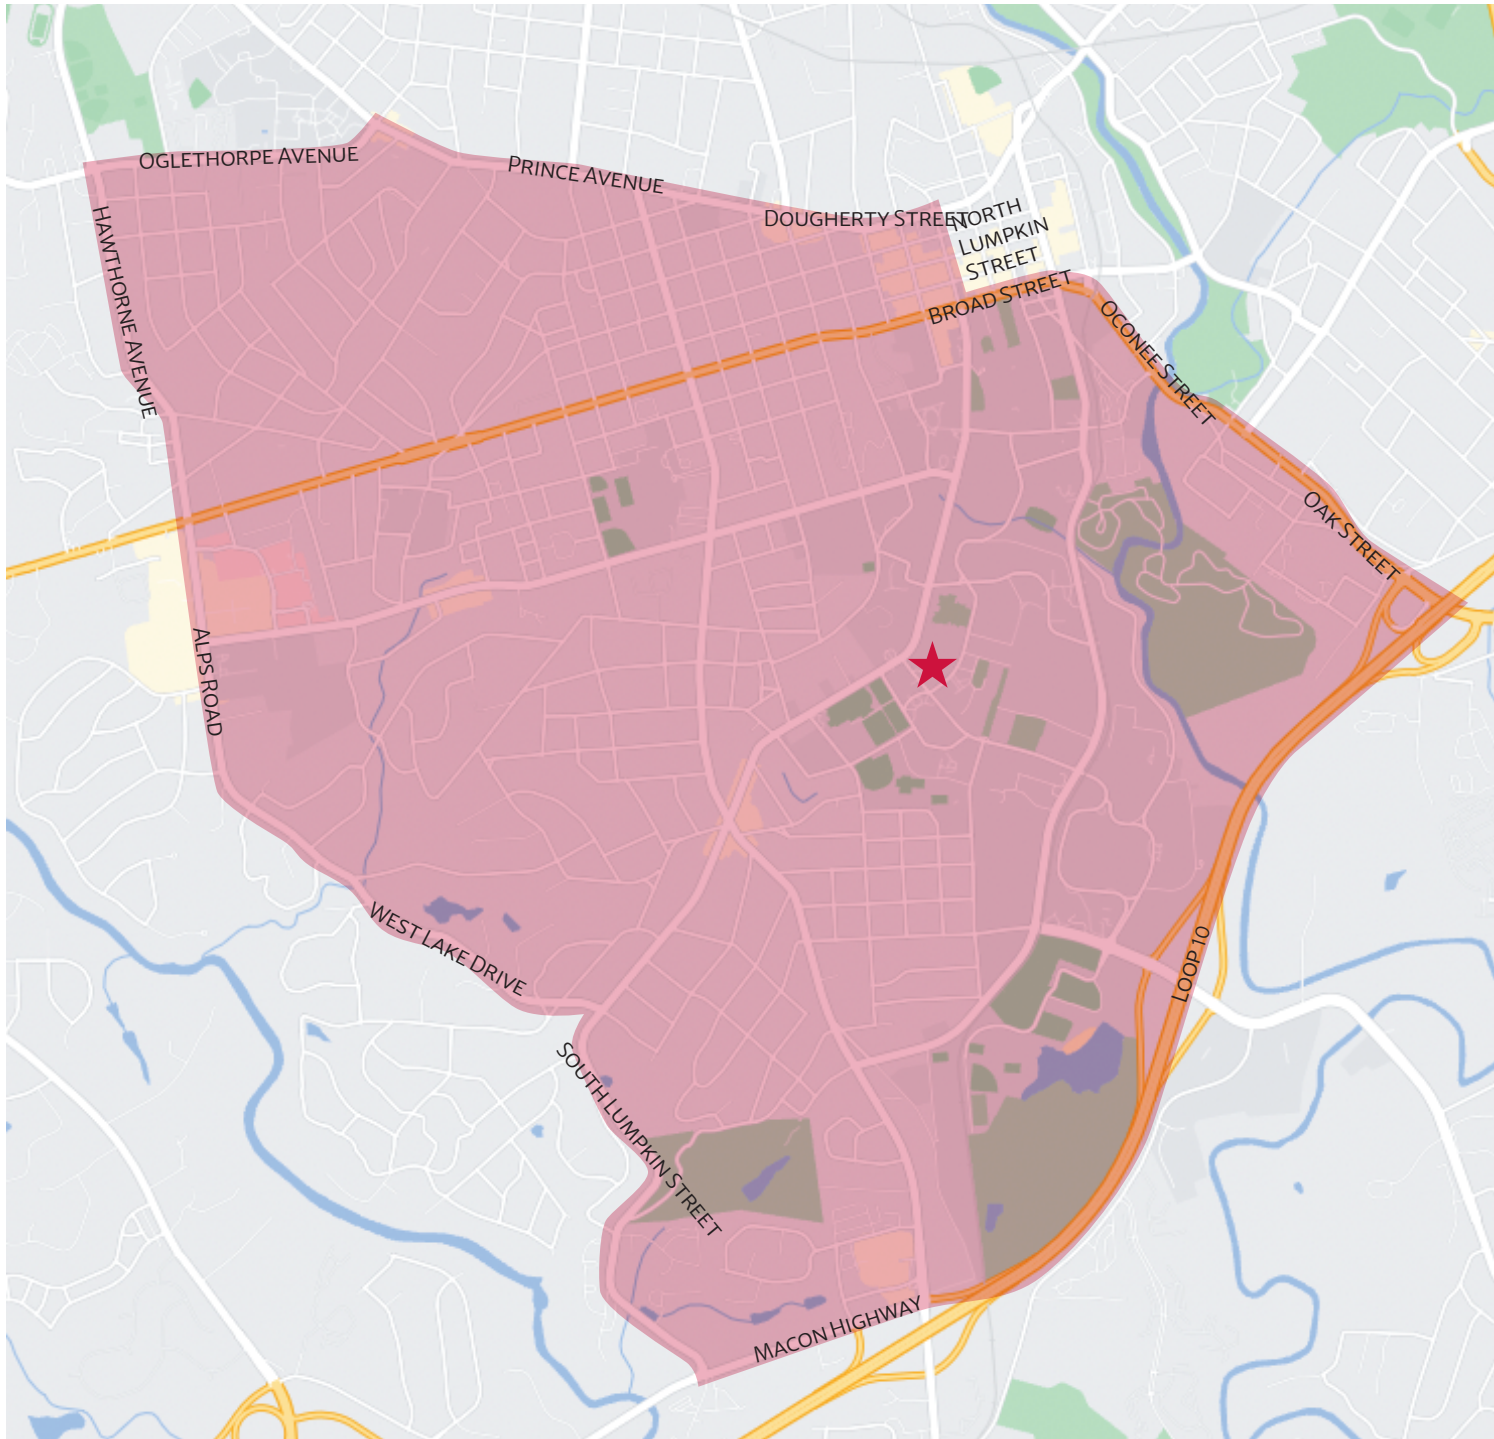 OGLETHORPE AVENUE
PRINCE AVENUE
DOUGHERTY STREET
NORTH
LUMPKIN
STREET
HAWTHORNE AVENUE
BROAD STREET
OCONEE STREET
OAK STREET
ALPS ROAD
WEST LAKE DRIVE
LOOP 10
SOUTH LUMPKIN STREET
MACON HIGHWAY